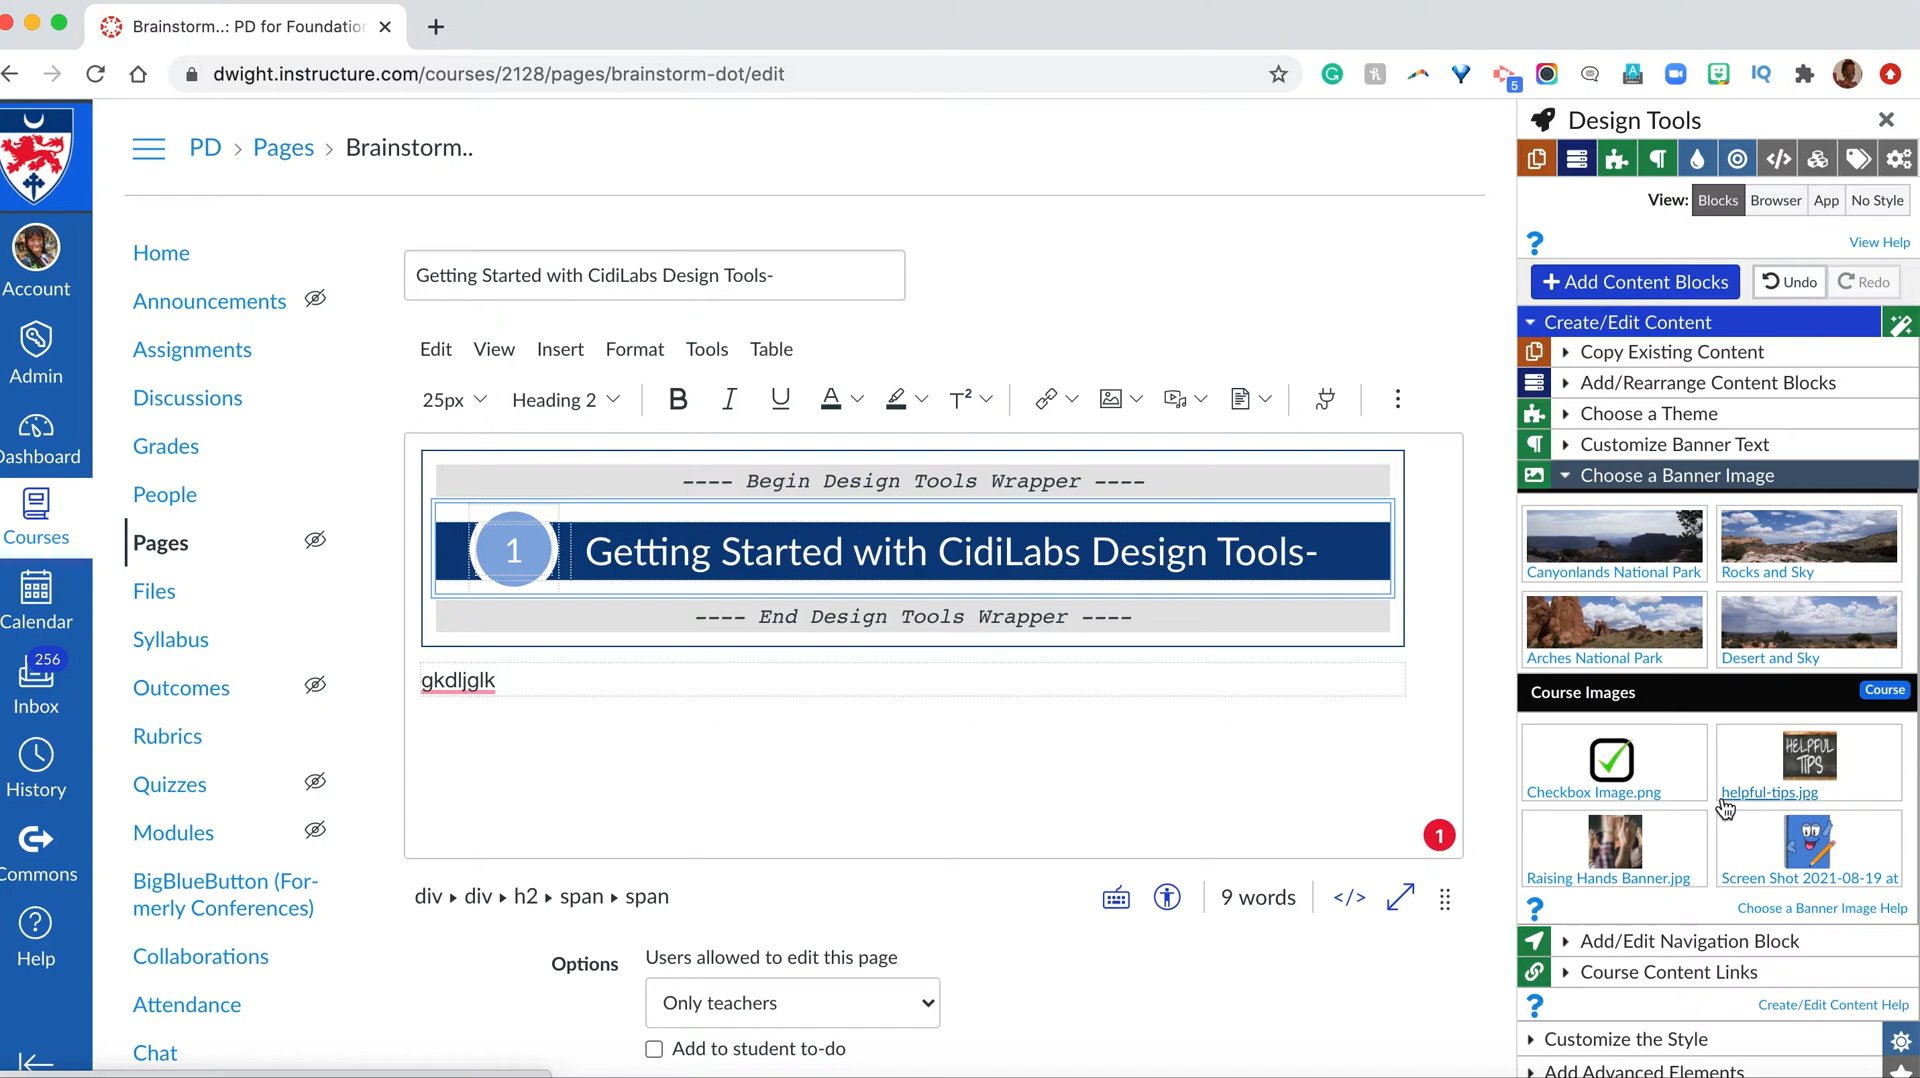 Brainstorm..: PD for Foundation
dwight.instructure.com/courses/2128/pages/brainstorm-dot/edit
5
IQ
Account
Admin
Dashboard
Courses
Calendar
256
Inbox
History
Commons
Help
PD > Pages > Brainstorm..
Home
Announcements
Assignments
Discussions
Grades
People
Pages
Files
Syllabus
Outcomes
Rubrics
Quizzes
Modules
BigBlueButton (For-
merly Conferences)
Collaborations
Attendance
Chat
Getting Started with CidiLabs Design Tools-
Edit View Insert Format Tools Table
25px Heading 2 B I U A T²
---- Begin Design Tools Wrapper ----
1 Getting Started with CidiLabs Design Tools-
---- End Design Tools Wrapper ----
gkdljglk
1
div ▸ div ▸ h2 ▸ span ▸ span
9 words </>
Options
Users allowed to edit this page
Only teachers
Add to student to-do
Design Tools
View: Blocks Browser App No Style
? View Help
+ Add Content Blocks Undo Redo
Create/Edit Content
Copy Existing Content
Add/Rearrange Content Blocks
Choose a Theme
Customize Banner Text
Choose a Banner Image
Canyonlands National Park Rocks and Sky
Arches National Park Desert and Sky
Course Images Course
HELPFUL
TIPS
Checkbox Image.png helpful-tips.jpg
Raising Hands Banner.jpg Screen Shot 2021-08-19 at
? Choose a Banner Image Help
Add/Edit Navigation Block
Course Content Links
? Create/Edit Content Help
Customize the Style
Add Advanced Elements